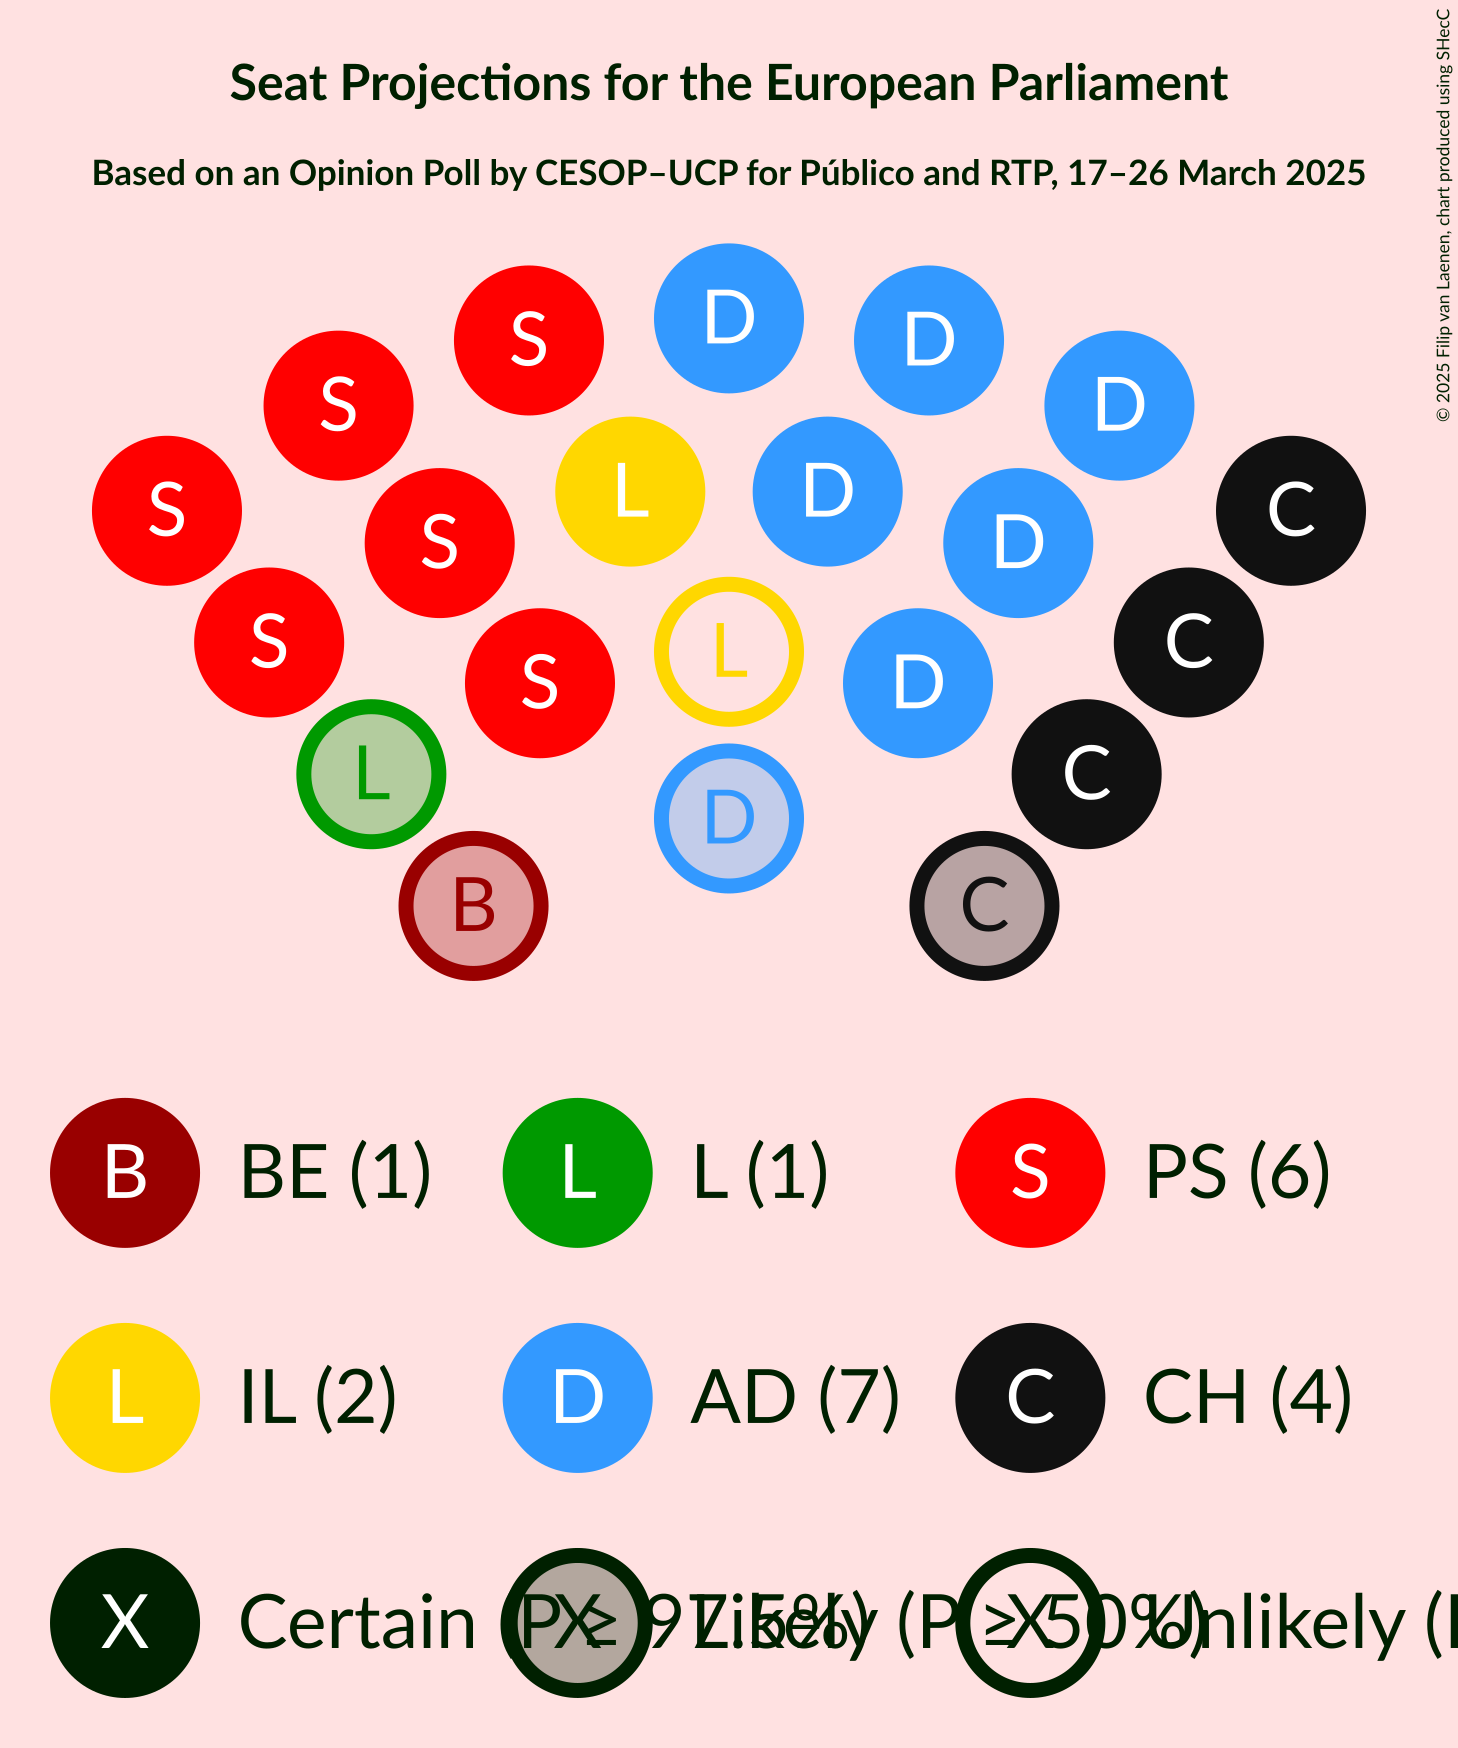 Seat Projections for the European Parliament
Based on an Opinion Poll by CESOP–UCP for Público and RTP, 17–26 March 2025
© 2025 Filip van Laenen, chart produced using SHecC
D
S D
S D
S L D C
S D
S C
L
S D
L C
D
B C
B BE (1) L L (1) S PS (6)
L IL (2) D AD (7) C CH (4)
X Certain (P ≥ 97.5%) X Likely (P ≥ 50%) X Unlikely (